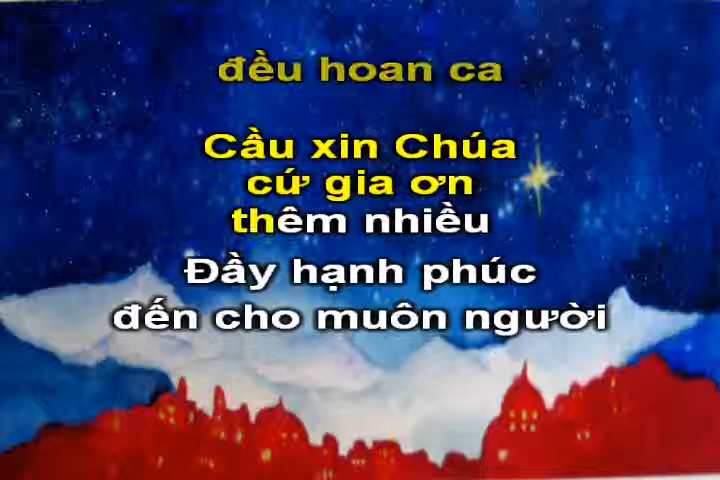 đều hoan ca
Cầu xin Chúa
cứ gia ơn
thêm nhiều
Đầy hạnh phúc
đến cho muôn người